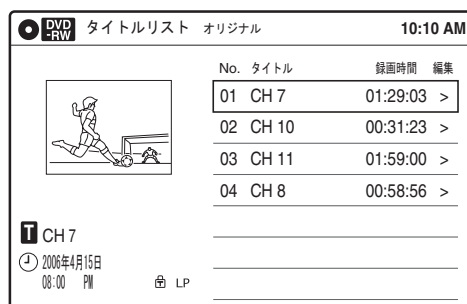 DVD -RW タイトルリスト オリジナル 10:10 AM
No. タイトル 録画時間 編集
01 CH 7 01:29:03 >
02 CH 10 00:31:23 >
03 CH 11 01:59:00 >
04 CH 8 00:58:56 >
T CH 7
2006年4月15日
08:00 PM LP